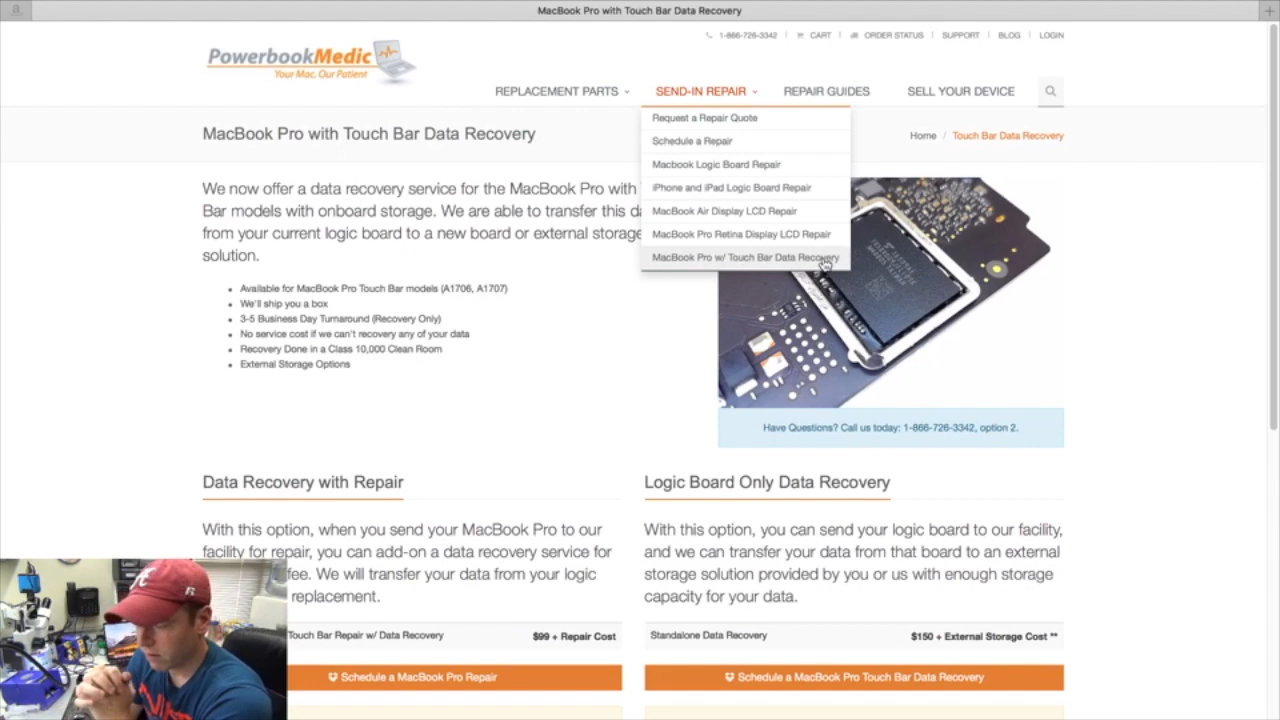 MacBook Pro with Touch Bar Data Recovery
1-866-726-3342 CART ORDER STATUS SUPPORT BLOG LOGIN
PowerbookMedic
Your Mac. Our Patient
REPLACEMENT PARTS SEND-IN REPAIR REPAIR GUIDES SELL YOUR DEVICE
Request a Repair Quote
Schedule a Repair
Macbook Logic Board Repair
iPhone and iPad Logic Board Repair
MacBook Air Display LCD Repair
MacBook Pro Retina Display LCD Repair
MacBook Pro w/ Touch Bar Data Recovery
MacBook Pro with Touch Bar Data Recovery
Home / Touch Bar Data Recovery
We now offer a data recovery service for the MacBook Pro with
Bar models with onboard storage. We are able to transfer this
from your current logic board to a new board or external storage
solution.
Available for MacBook Pro Touch Bar models (A1706, A1707)
We'll ship you a box
3-5 Business Day Turnaround (Recovery Only)
No service cost if we can't recovery any of your data
Recovery Done in a Class 10,000 Clean Room
External Storage Options
Have Questions? Call us today: 1-866-726-3342, option 2.
Data Recovery with Repair
With this option, when you send your MacBook Pro to our
facility for repair, you can add-on a data recovery service for
fee. We will transfer your data from your logic
replacement.
Touch Bar Repair w/ Data Recovery $99 + Repair Cost
Schedule a MacBook Pro Repair
Logic Board Only Data Recovery
With this option, you can send your logic board to our facility,
and we can transfer your data from that board to an external
storage solution provided by you or us with enough storage
capacity for your data.
Standalone Data Recovery $150 + External Storage Cost **
Schedule a MacBook Pro Touch Bar Data Recovery